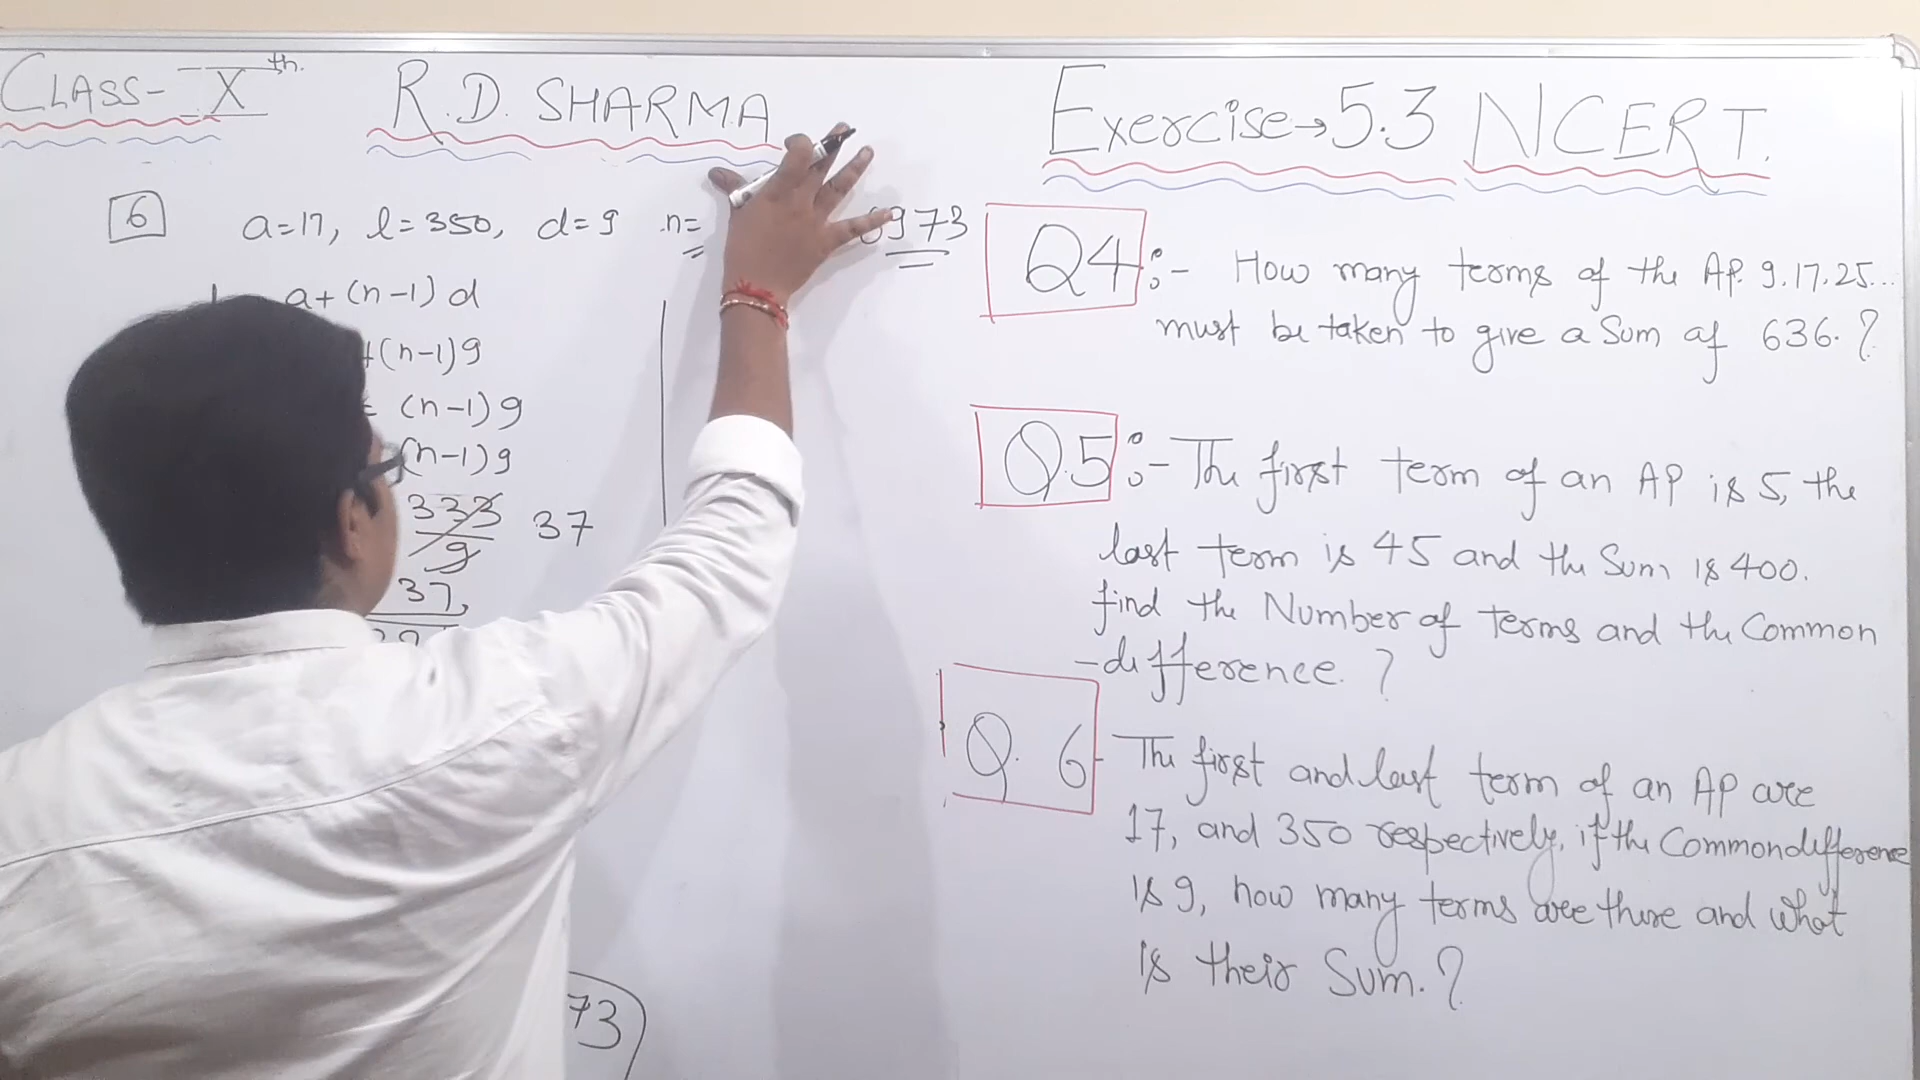 CLASS- Xth. R.D. SHARMA Exercise→5.3 NCERT.
6 a=17, l=350, d=9 n= 973
a+(n-1)d
+(n-1)9
= (n-1)9
(n-1)9
333 37
9
37
73
Q4:- How many terms of the AP. 9.17.25...
must be taken to give a Sum of 636.?
Q5:- The first term of an AP is 5, the
last term is 45 and the Sum is 400.
find the Number of terms and the Common
-difference. ?
Q. 6 - The first and last term of an AP are
17, and 350 respectively, if the Common difference
is 9, how many terms are there and what
is their Sum.?